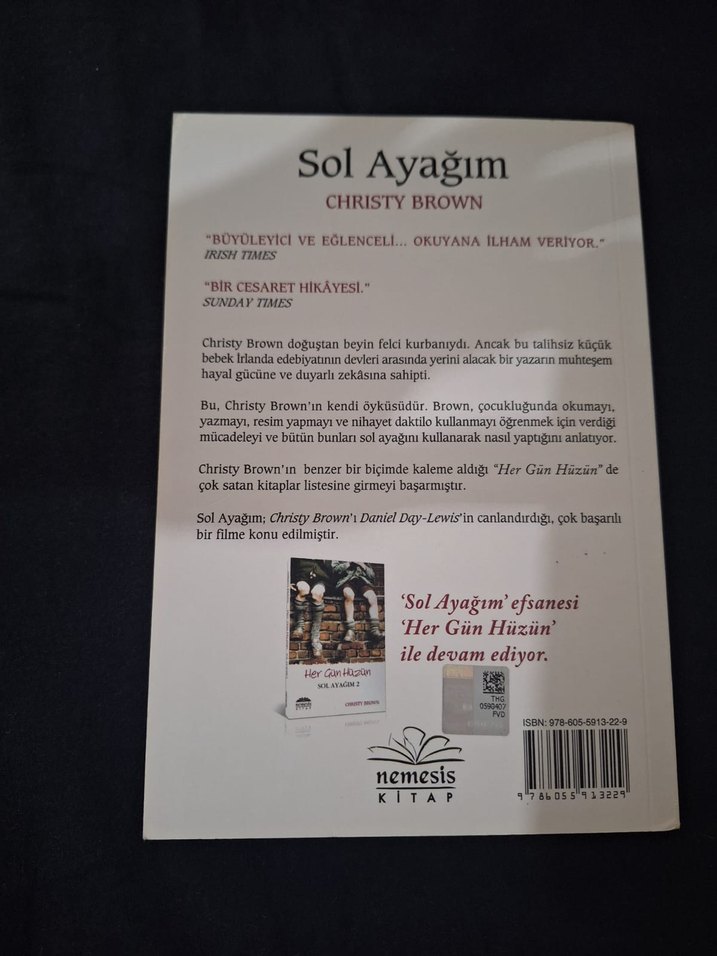 Sol Ayağım
CHRISTY BROWN
“BÜYÜLEYİCİ VE EĞLENCELİ... OKUYANA İLHAM VERİYOR.”
IRISH TIMES
“BİR CESARET HİKÂYESİ.”
SUNDAY TIMES
Christy Brown doğuştan beyin felci kurbanıydı. Ancak bu talihsiz küçük
bebek İrlanda edebiyatının devleri arasında yerini alacak bir yazarın muhteşem
hayal gücüne ve duyarlı zekâsına sahipti.
Bu, Christy Brown’ın kendi öyküsüdür. Brown, çocukluğunda okumayı,
yazmayı, resim yapmayı ve nihayet daktilo kullanmayı öğrenmek için verdiği
mücadeleyi ve bütün bunları sol ayağını kullanarak nasıl yaptığını anlatıyor.
Christy Brown’ın benzer bir biçimde kaleme aldığı “Her Gün Hüzün” de
çok satan kitaplar listesine girmeyi başarmıştır.
Sol Ayağım; Christy Brown’ı Daniel Day-Lewis’in canlandırdığı, çok başarılı
bir filme konu edilmiştir.
Her Gün Hüzün
SOL AYAĞIM 2
CHRISTY BROWN
‘Sol Ayağım’ efsanesi
‘Her Gün Hüzün’
ile devam ediyor.
THG
0593407
FVD
nemesis
KİTAP
ISBN: 978-605-5913-22-9
9 786055 913229